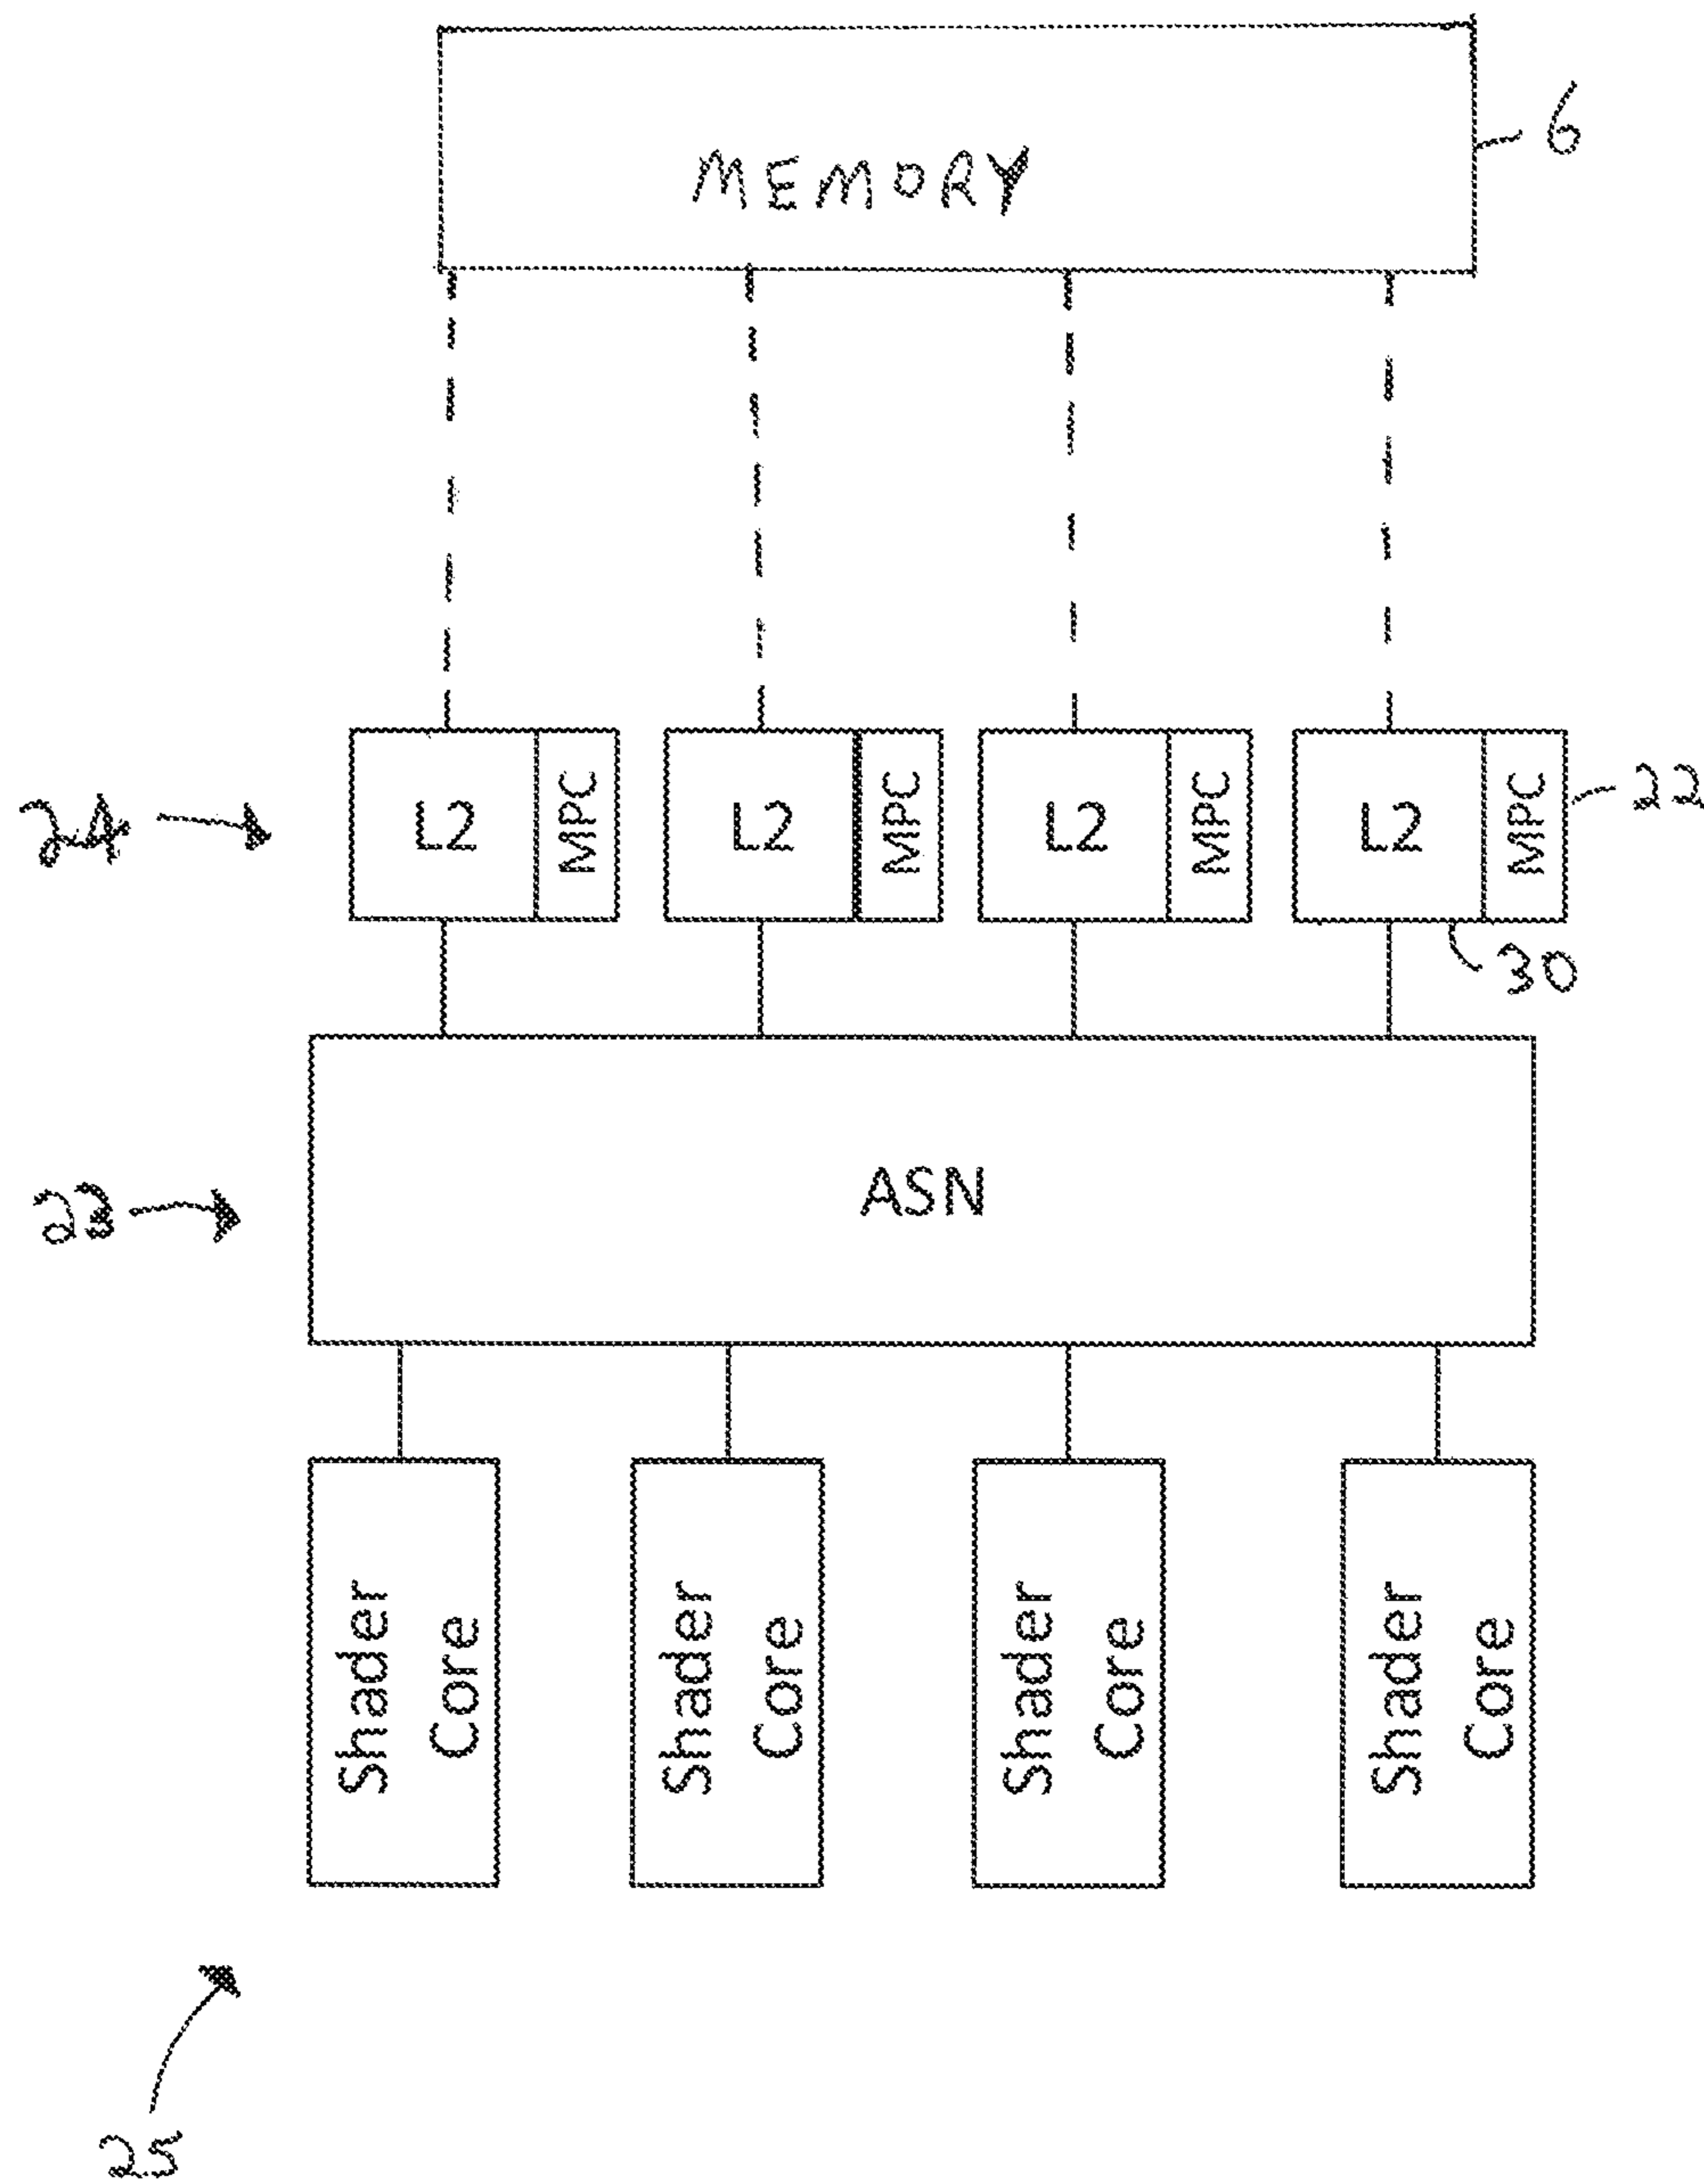 MEMORY
6
24
L2
MPC
L2
MPC
L2
MPC
L2
MPC
22
30
23
ASN
Shader
Core
Shader
Core
Shader
Core
Shader
Core
25